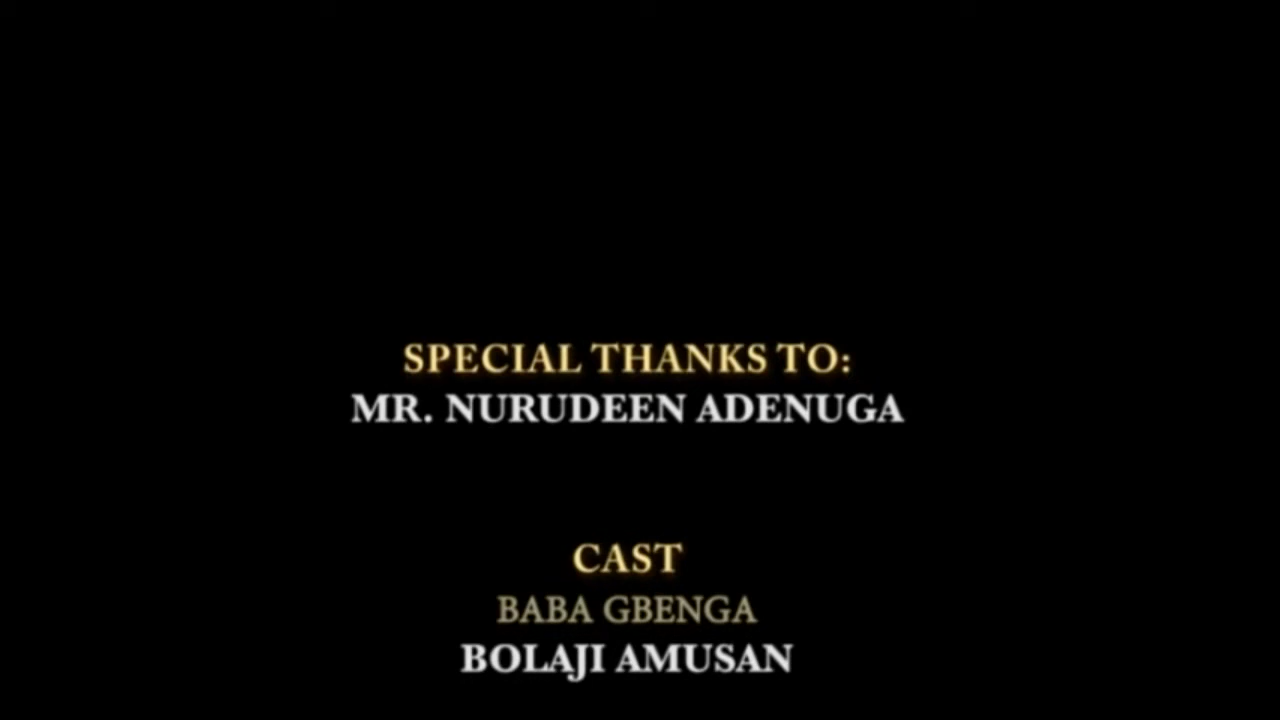 SPECIAL THANKS TO:
MR. NURUDEEN ADENUGA
CAST
BABA GBENGA
BOLAJI AMUSAN